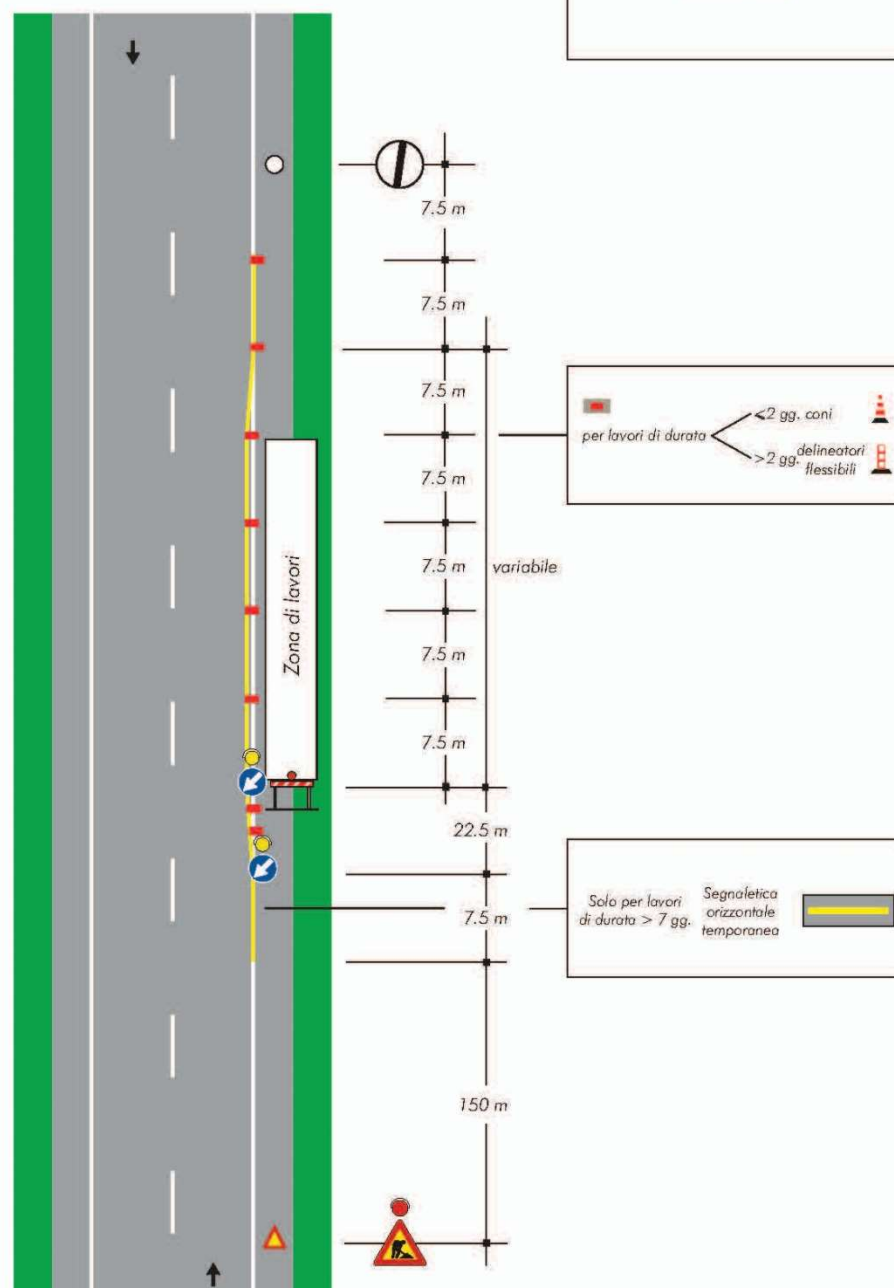 7.5 m
7.5 m
7.5 m
7.5 m
7.5 m
7.5 m
7.5 m
variabile
22.5 m
7.5 m
150 m
Zona di lavori
per lavori di durata
⩽2 gg. coni
>2 gg. delineatori
flessibili
Solo per lavori
di durata > 7 gg.
Segnaletica
orizzontale
temporanea